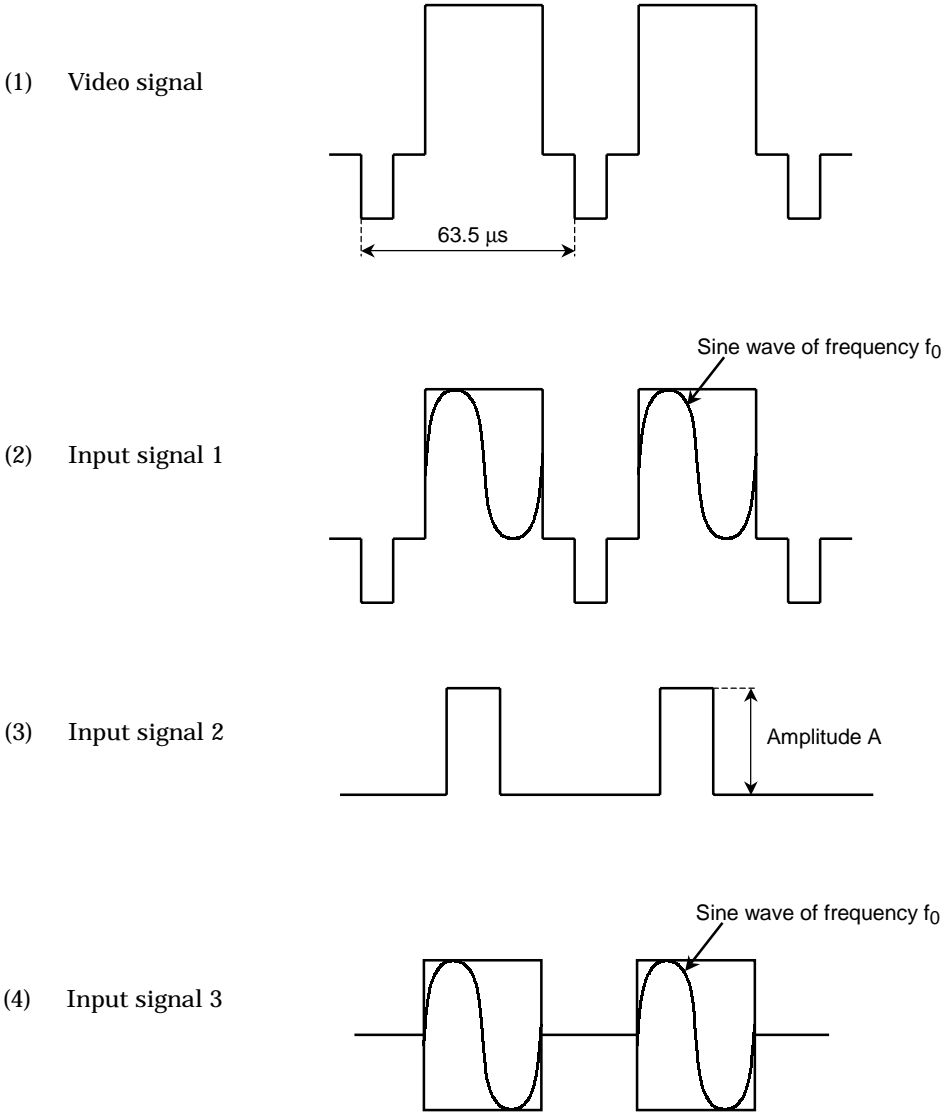 (1) Video signal
63.5 μs
Sine wave of frequency f0
(2) Input signal 1
(3) Input signal 2
Amplitude A
Sine wave of frequency f0
(4) Input signal 3